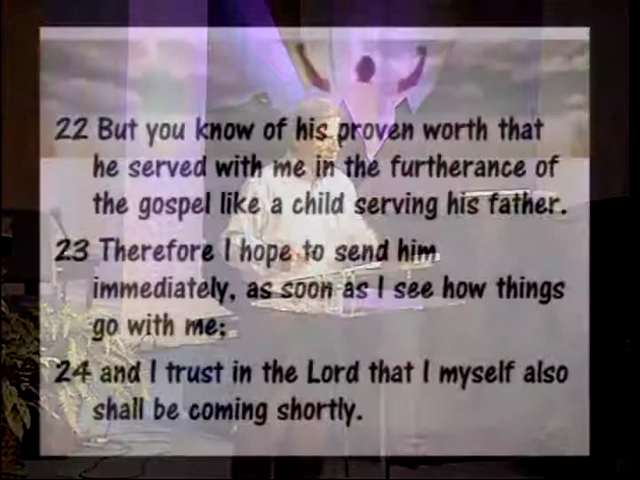 22 But you know of his proven worth that
he served with me in the furtherance of
the gospel like a child serving his father.
23 Therefore I hope to send him
immediately, as soon as I see how things
go with me;
24 and I trust in the Lord that I myself also
shall be coming shortly.